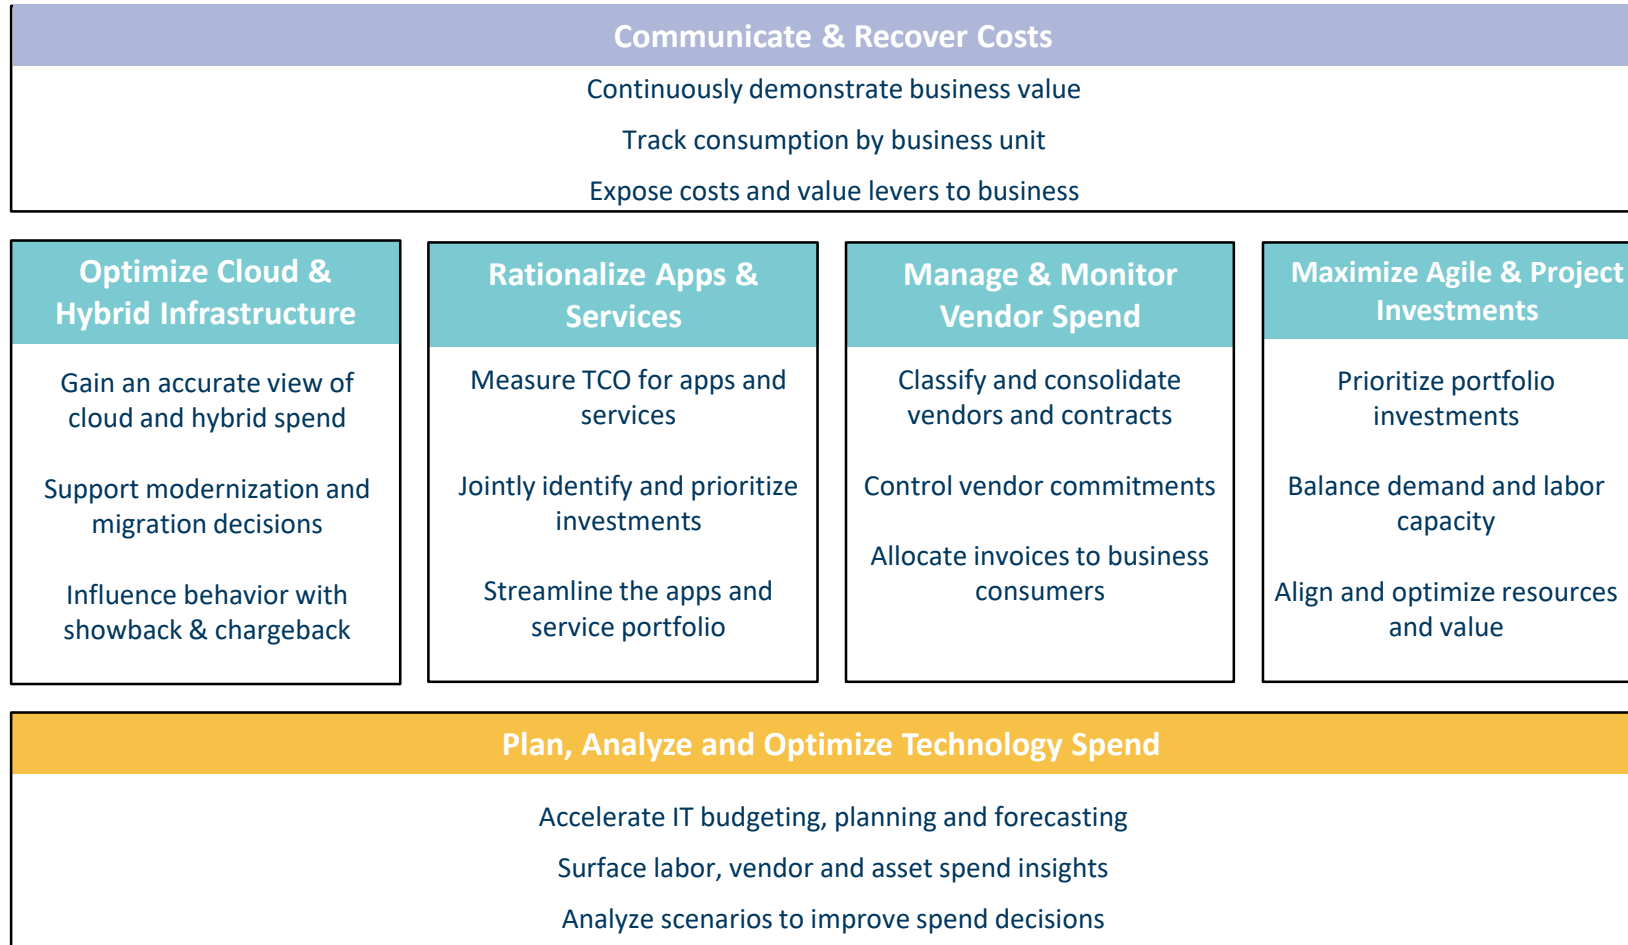 Communicate & Recover Costs
Continuously demonstrate business value
Track consumption by business unit
Expose costs and value levers to business
Optimize Cloud &
Hybrid Infrastructure
Gain an accurate view of
cloud and hybrid spend
Support modernization and
migration decisions
Influence behavior with
showback & chargeback
Rationalize Apps &
Services
Measure TCO for apps and
services
Jointly identify and prioritize
investments
Streamline the apps and
service portfolio
Manage & Monitor
Vendor Spend
Classify and consolidate
vendors and contracts
Control vendor commitments
Allocate invoices to business
consumers
Maximize Agile & Project
Investments
Prioritize portfolio
investments
Balance demand and labor
capacity
Align and optimize resources
and value
Plan, Analyze and Optimize Technology Spend
Accelerate IT budgeting, planning and forecasting
Surface labor, vendor and asset spend insights
Analyze scenarios to improve spend decisions